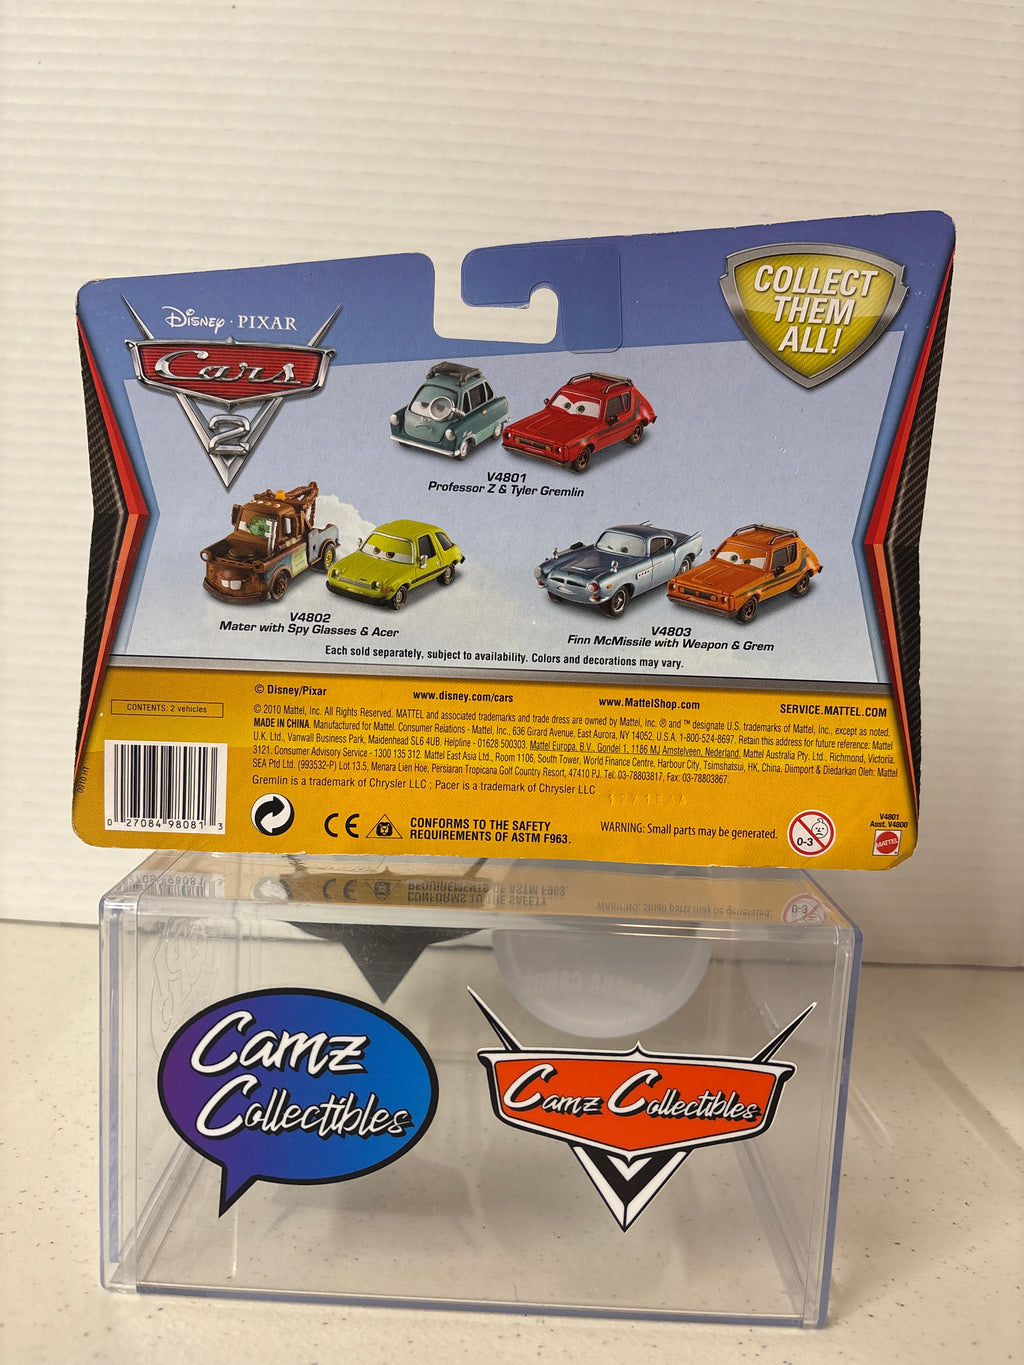 Disney · PIXAR
Cars
2
COLLECT
THEM
ALL!
V4801
Professor Z & Tyler Gremlin
V4802
Mater with Spy Glasses & Acer
V4803
Finn McMissile with Weapon & Grem
Each sold separately, subject to availability. Colors and decorations may vary.
CONTENTS: 2 vehicles
© Disney/Pixar
www.disney.com/cars
www.MattelShop.com
SERVICE.MATTEL.COM
© 2010 Mattel, Inc. All Rights Reserved. MATTEL and associated trademarks and trade dress are owned by Mattel, Inc. ® and ™ designate U.S. trademarks of Mattel, Inc., except as noted.
MADE IN CHINA. Manufactured for Mattel. Consumer Relations - Mattel, Inc., 636 Girard Avenue, East Aurora, NY 14052, U.S.A. 1-800-524-8697. Retain this address for future reference: Mattel
U.K. Ltd., Vanwall Business Park, Maidenhead SL6 4UB. Helpline - 01628 500303. Mattel Europa, B.V., Gondel 1, 1186 MJ Amstelveen, Nederland. Mattel Australia Pty. Ltd., Richmond, Victoria.
3121. Consumer Advisory Service - 1300 135 312. Mattel East Asia Ltd., Room 1106, South Tower, World Finance Centre, Harbour City, Tsimshatsui, HK, China. Diimport & Diedarkan Oleh: Mattel
SEA Ptd Ltd. (993532-P) Lot 13.5, Menara Lien Hoe, Persiaran Tropicana Golf Country Resort, 47410 PJ. Tel: 03-78803817, Fax: 03-78803867.
Gremlin is a trademark of Chrysler LLC ; Pacer is a trademark of Chrysler LLC
0 27084 98081 3
CE
CONFORMS TO THE SAFETY
REQUIREMENTS OF ASTM F963.
WARNING: Small parts may be generated.
0-3
V4801
Asst. V4800
MATTEL
Camz
Collectibles
Camz Collectibles